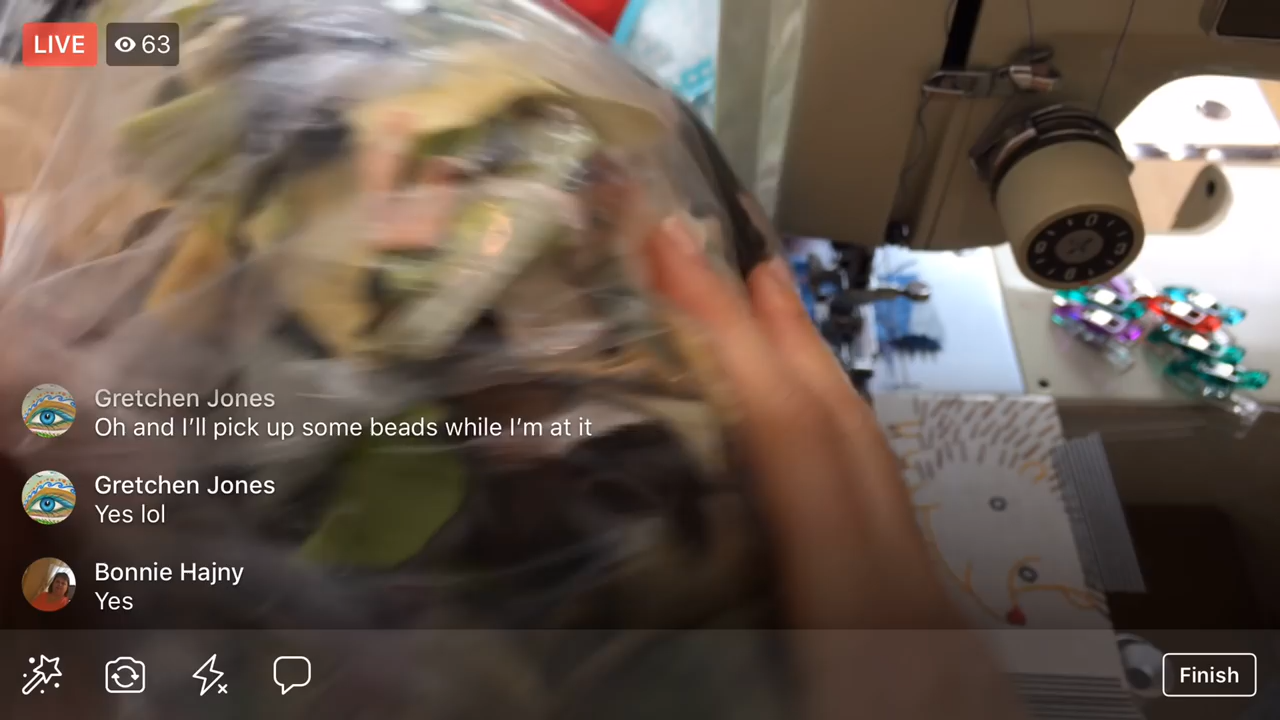 LIVE
63
Gretchen Jones
Oh and I'll pick up some beads while I'm at it
Gretchen Jones
Yes lol
Bonnie Hajny
Yes
Finish